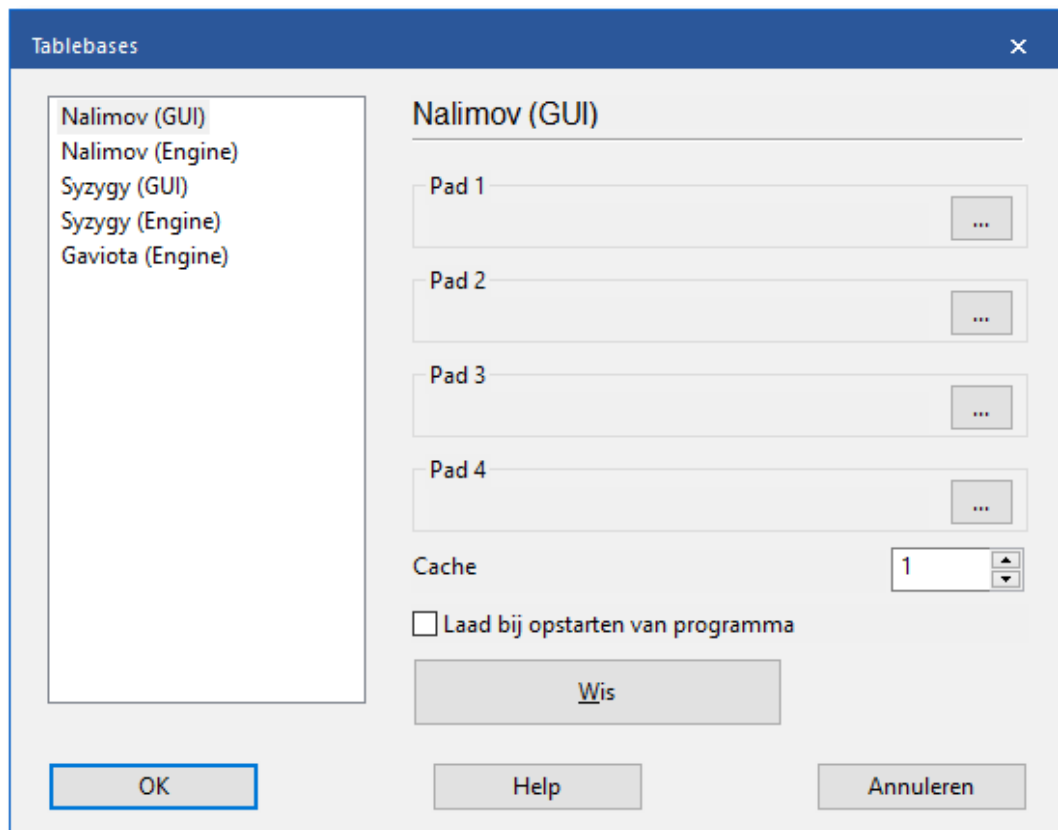 Tablebases
Nalimov (GUI)
Nalimov (Engine)
Syzygy (GUI)
Syzygy (Engine)
Gaviota (Engine)
Nalimov (GUI)
Pad 1
...
Pad 2
...
Pad 3
...
Pad 4
...
Cache
1
Laad bij opstarten van programma
Wis
OK
Help
Annuleren